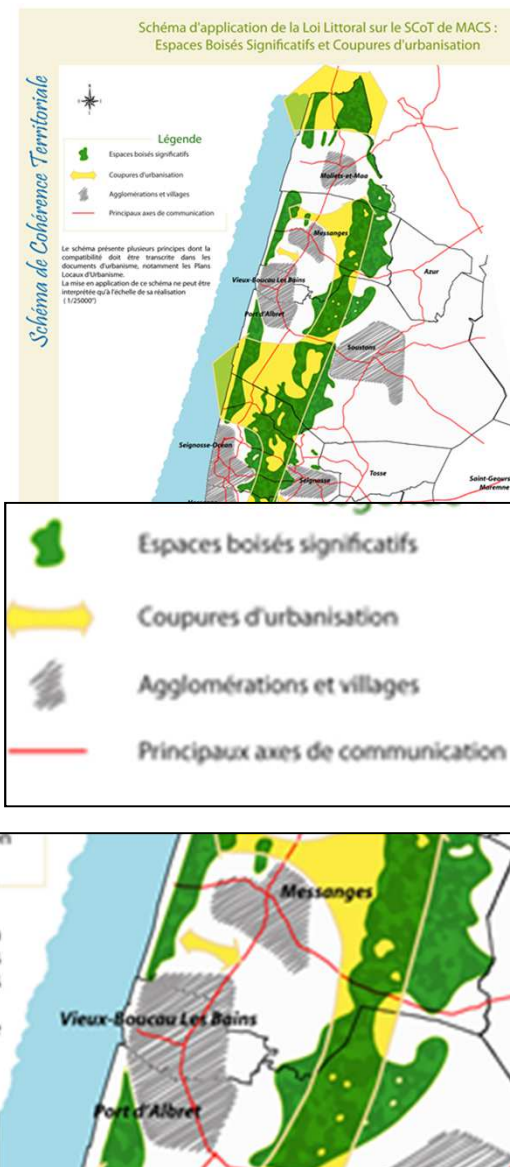 Schéma d'application de la Loi Littoral sur le SCoT de MACS :
Espaces Boisés Significatifs et Coupures d'urbanisation
Schéma de Cohérence Territoriale
Légende
Espaces boisés significatifs
Coupures d'urbanisation
Agglomérations et villages
Principaux axes de communication
Le schéma présente plusieurs principes dont la
compatibilité doit être transcrite dans les
documents d'urbanisme, notamment les Plans
Locaux d'Urbanisme.
La mise en application de ce schéma ne peut être
interprétée qu'à l'échelle de sa réalisation
( 1/25000°)
Moliets-et-Maa
Messanges
Azur
Vieux-Boucau Les Bains
Port d'Albret
Soustons
Seignosse-Océan
Seignosse
Tosse
Saint-Geours
Maremne
Espaces boisés significatifs
Coupures d'urbanisation
Agglomérations et villages
Principaux axes de communication
Messanges
Vieux-Boucau Les Bains
Port d'Albret